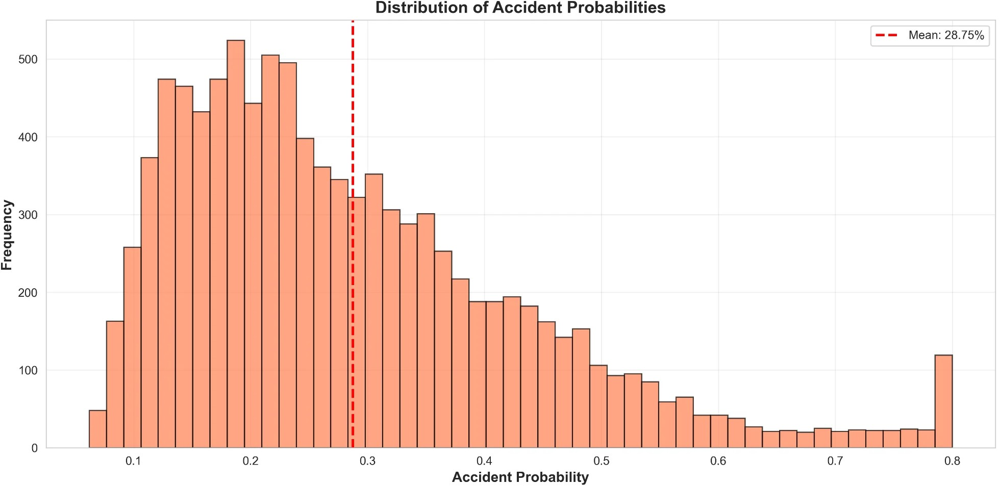 Distribution of Accident Probabilities
Mean: 28.75%
Frequency
500
400
300
200
100
0
0.1 0.2 0.3 0.4 0.5 0.6 0.7 0.8
Accident Probability